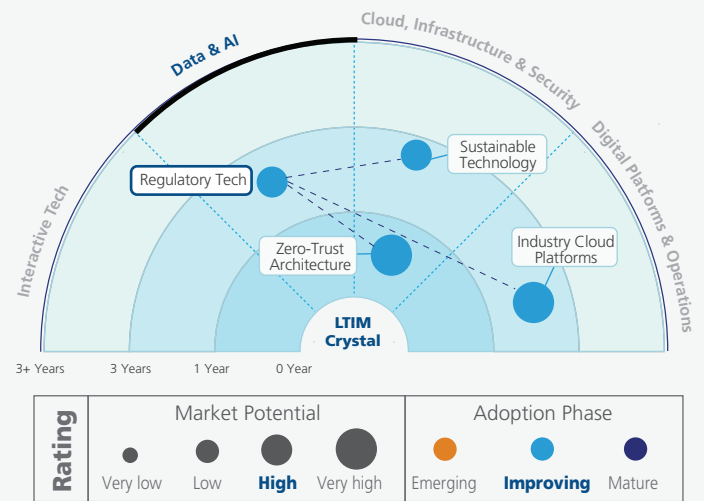 Cloud, Infrastructure & Security
Data & AI
Digital Platforms & Operations
Interactive Tech
Sustainable
Technology
Regulatory Tech
Zero-Trust
Architecture
Industry Cloud
Platforms
LTIM
Crystal
3+ Years
3 Years
1 Year
0 Year
Rating
Market Potential
Very low
Low
High
Very high
Adoption Phase
Emerging
Improving
Mature